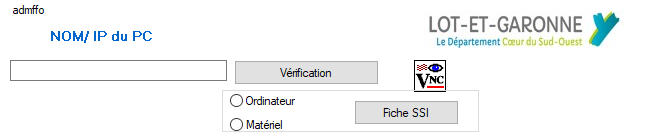 admffo
NOM/ IP du PC
LOT-ET-GARONNE
Le Département Cœur du Sud-Ouest
Vérification
VNC
Ordinateur
Fiche SSI
Matériel